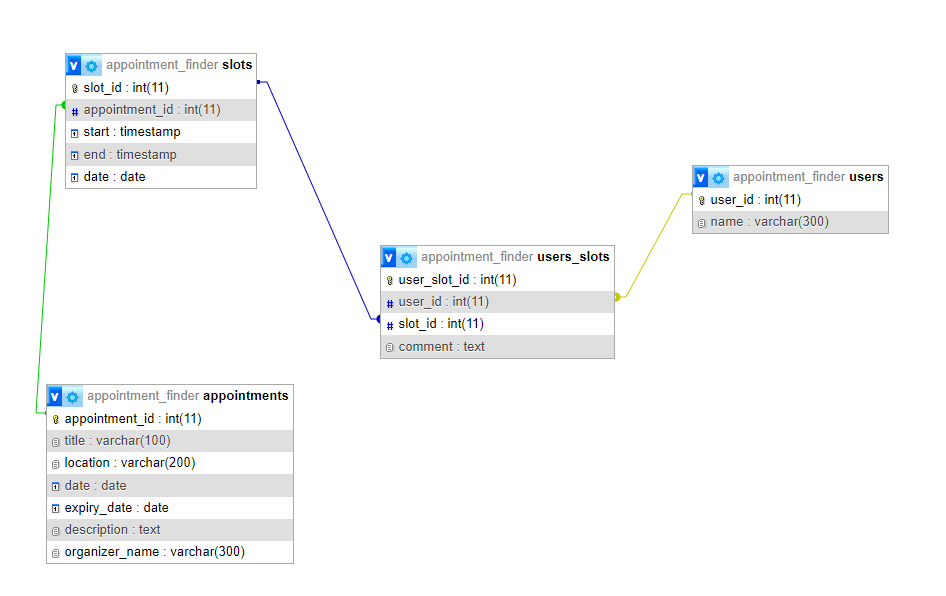 v appointment_finder slots
slot_id : int(11)
# appointment_id : int(11)
start : timestamp
end : timestamp
date : date
v appointment_finder users
user_id : int(11)
name : varchar(300)
v appointment_finder users_slots
user_slot_id : int(11)
# user_id : int(11)
# slot_id : int(11)
comment : text
v appointment_finder appointments
appointment_id : int(11)
title : varchar(100)
location : varchar(200)
date : date
expiry_date : date
description : text
organizer_name : varchar(300)